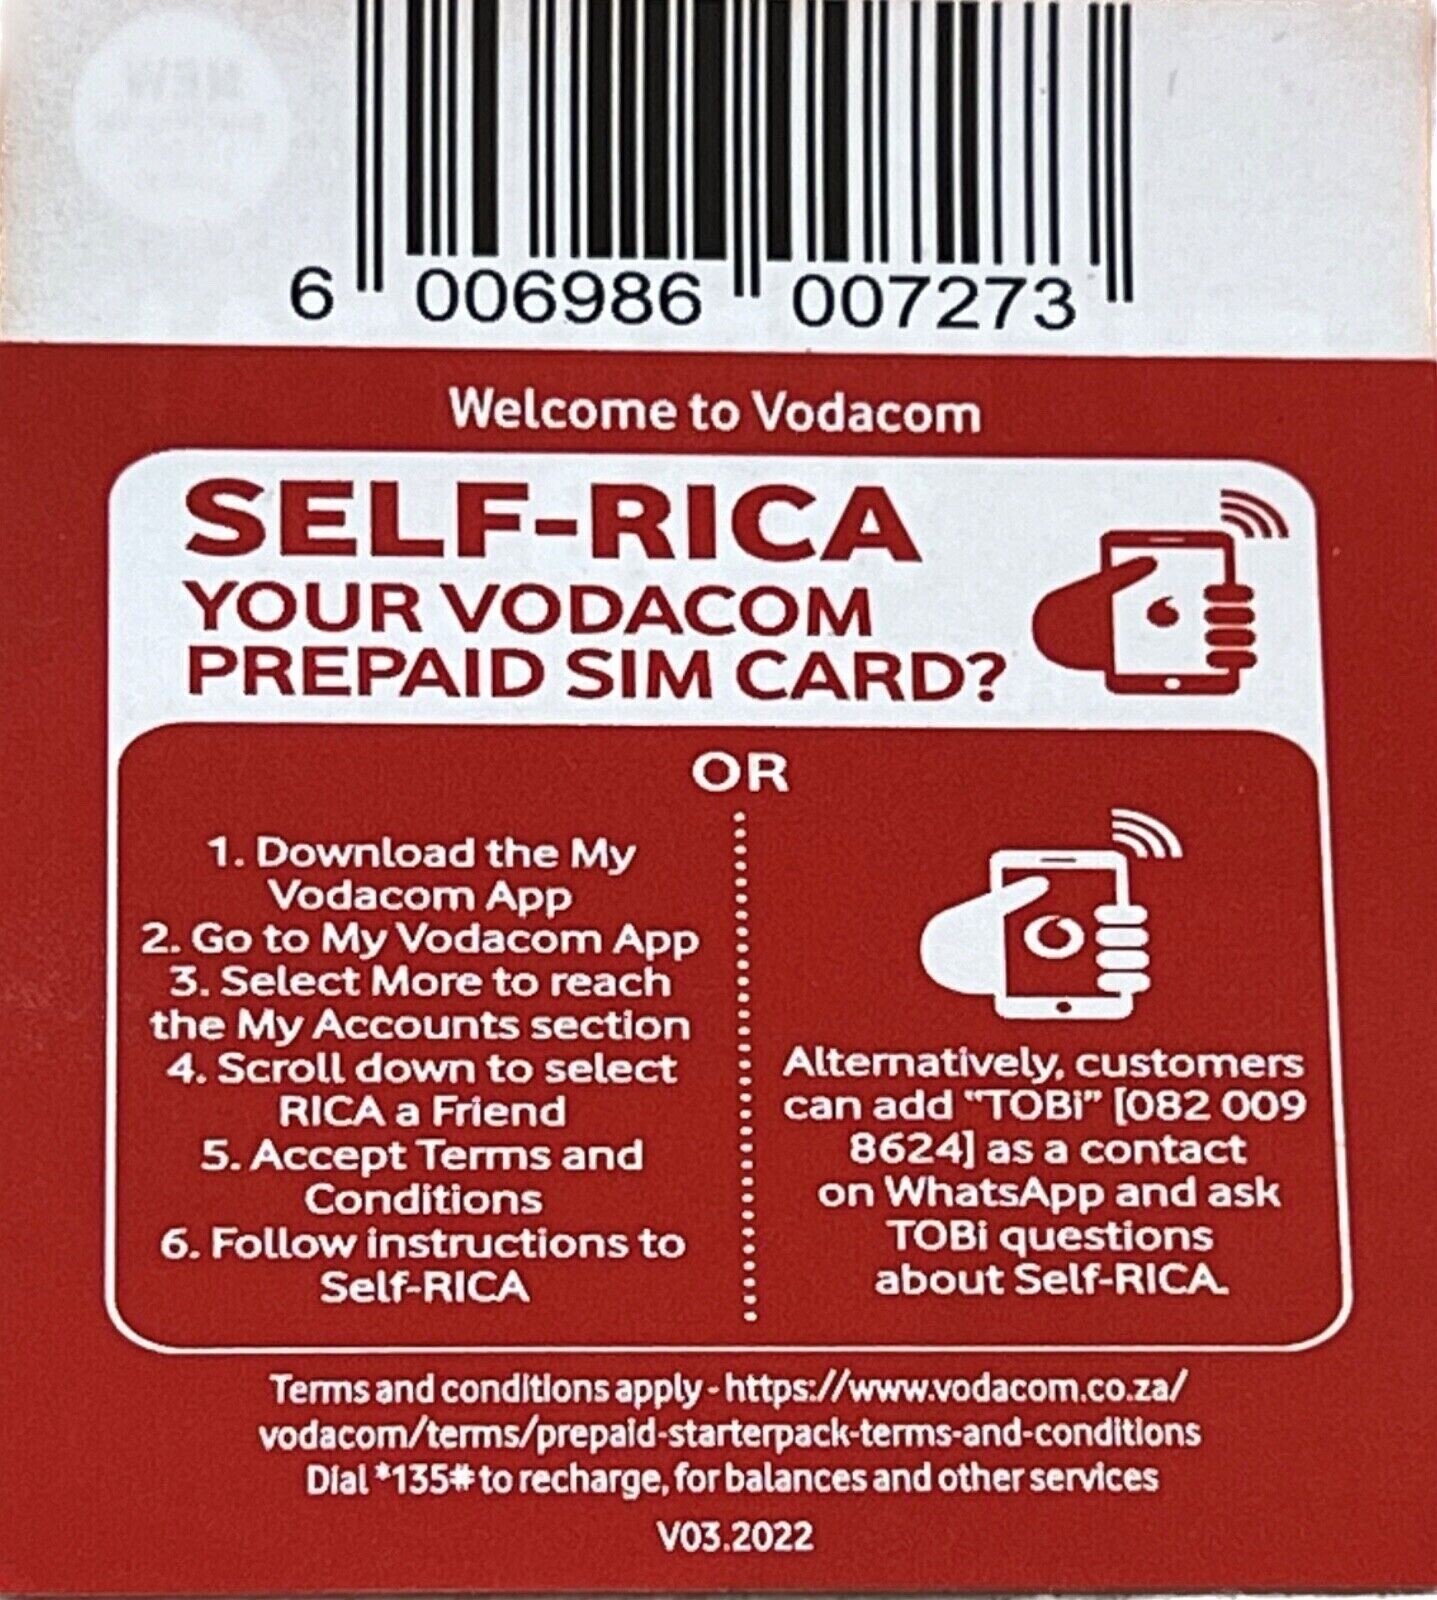 6 006986 007273
Welcome to Vodacom
SELF-RICA
YOUR VODACOM
PREPAID SIM CARD?
OR
1. Download the My
Vodacom App
2. Go to My Vodacom App
3. Select More to reach
the My Accounts section
4. Scroll down to select
RICA a Friend
5. Accept Terms and
Conditions
6. Follow instructions to
Self-RICA
Alternatively, customers
can add "TOBi" [082 009
8624] as a contact
on WhatsApp and ask
TOBi questions
about Self-RICA.
Terms and conditions apply - https://www.vodacom.co.za/
vodacom/terms/prepaid-starterpack-terms-and-conditions
Dial *135# to recharge, for balances and other services
V03.2022